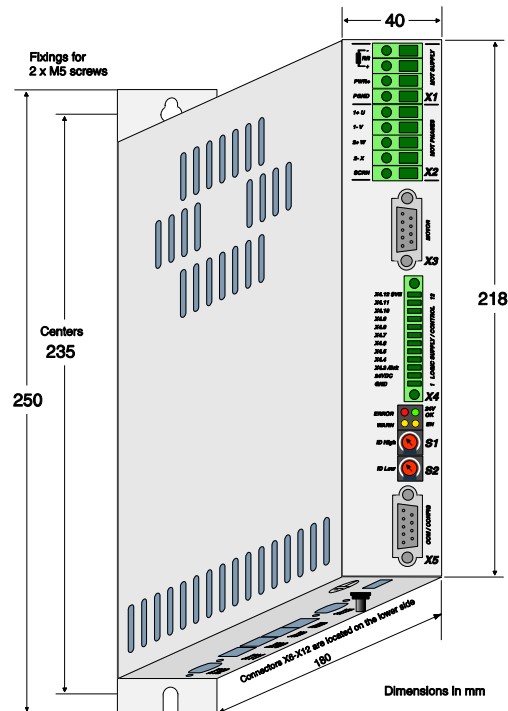 40
Fixings for
2 x M5 screws
RR
-
+
PWR+
PGND
MOT SUPPLY
X1
1+ U
1- V
2+ W
2- X
SCRN
MOT PHASES
X2
MOTOR
X3
218
Centers
235
250
X4.12 DV5
X4.11
X4.10
X4.9
X4.8
X4.7
X4.6
X4.5
X4.4
24VDC
GND
1 LOGIC SUPPLY / CONTROL 12
X4
ERROR
24V
OK
WARN
EN
ID High
S1
ID Low
S2
COM / CONFIG
X5
Connectors X6-X12 are located on the lower side
180
Dimensions in mm